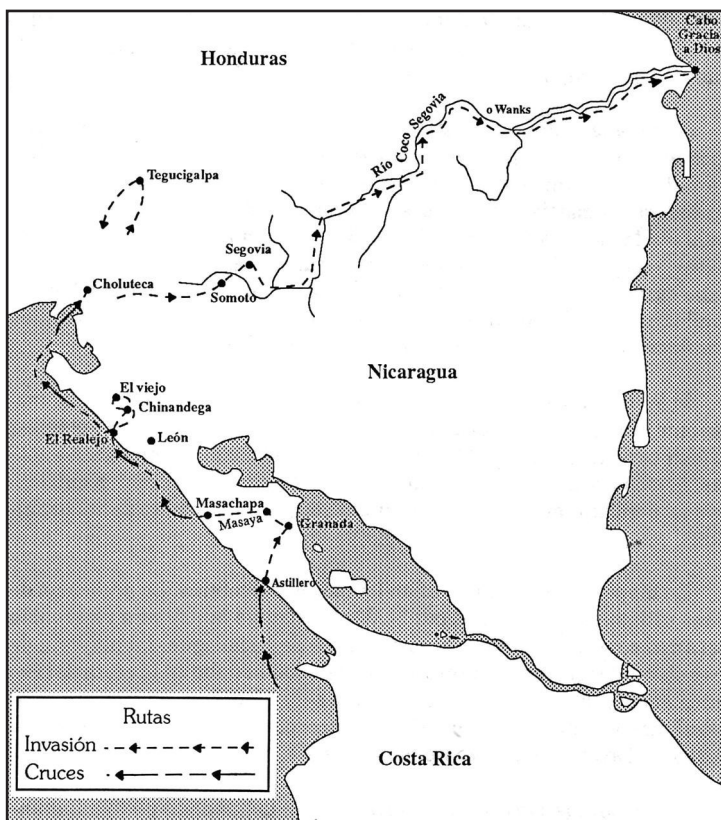 Cabo
Gracias
a Dios
Honduras
o Wanks
Río Coco Segovia
Tegucigalpa
Segovia
Choluteca
Somoto
Nicaragua
El viejo
Chinandega
El Realejo
León
Masachapa
Masaya
Granada
Astillero
Rutas
Invasión
Cruces
Costa Rica